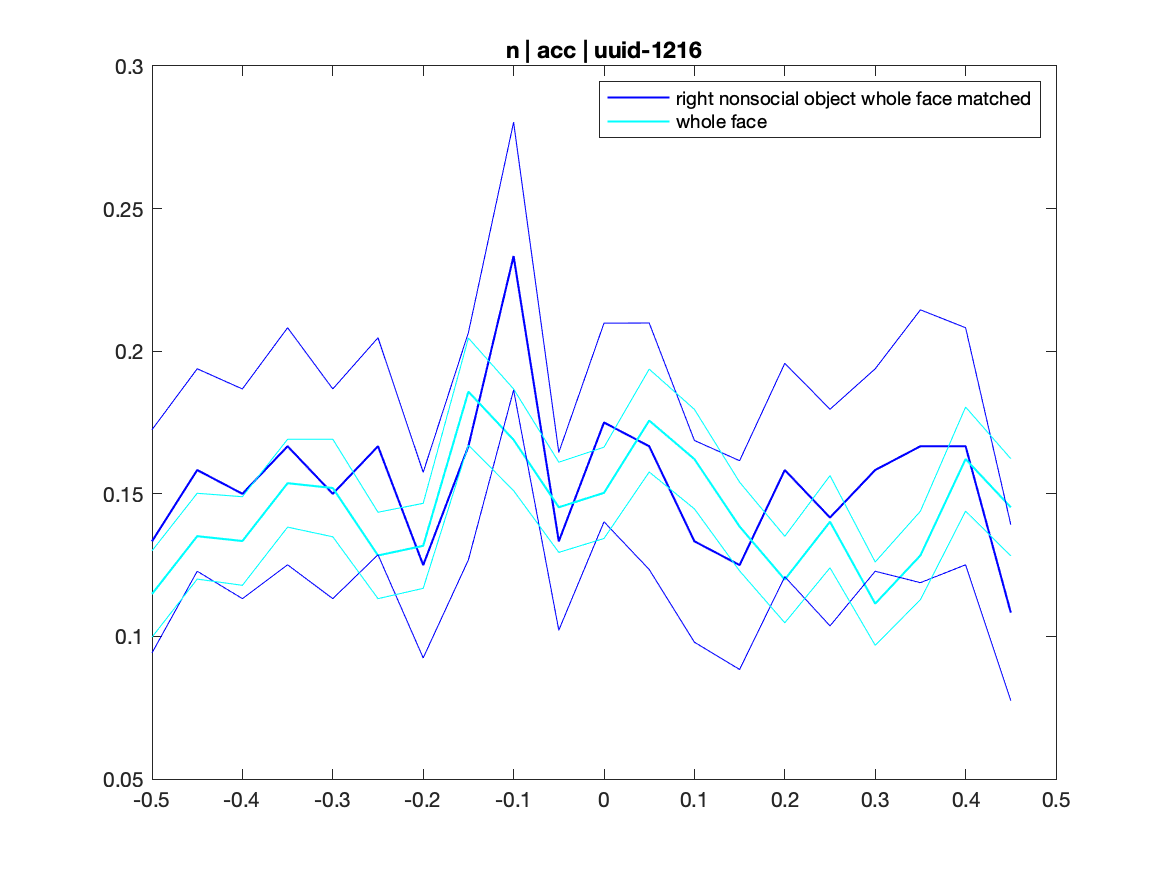 n | acc | uuid-1216
right nonsocial object whole face matched
whole face
0.3
0.25
0.2
0.15
0.1
0.05
-0.5 -0.4 -0.3 -0.2 -0.1 0 0.1 0.2 0.3 0.4 0.5